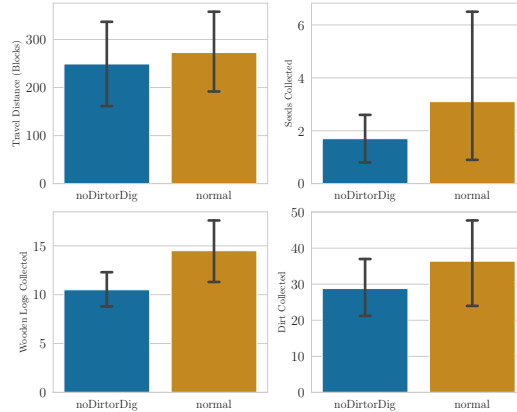 Travel Distance (Blocks)
300
200
100
0
noDirtorDig normal
Seeds Collected
6
4
2
0
noDirtorDig normal
Wooden Logs Collected
15
10
5
0
noDirtorDig normal
Dirt Collected
50
40
30
20
10
0
noDirtorDig normal